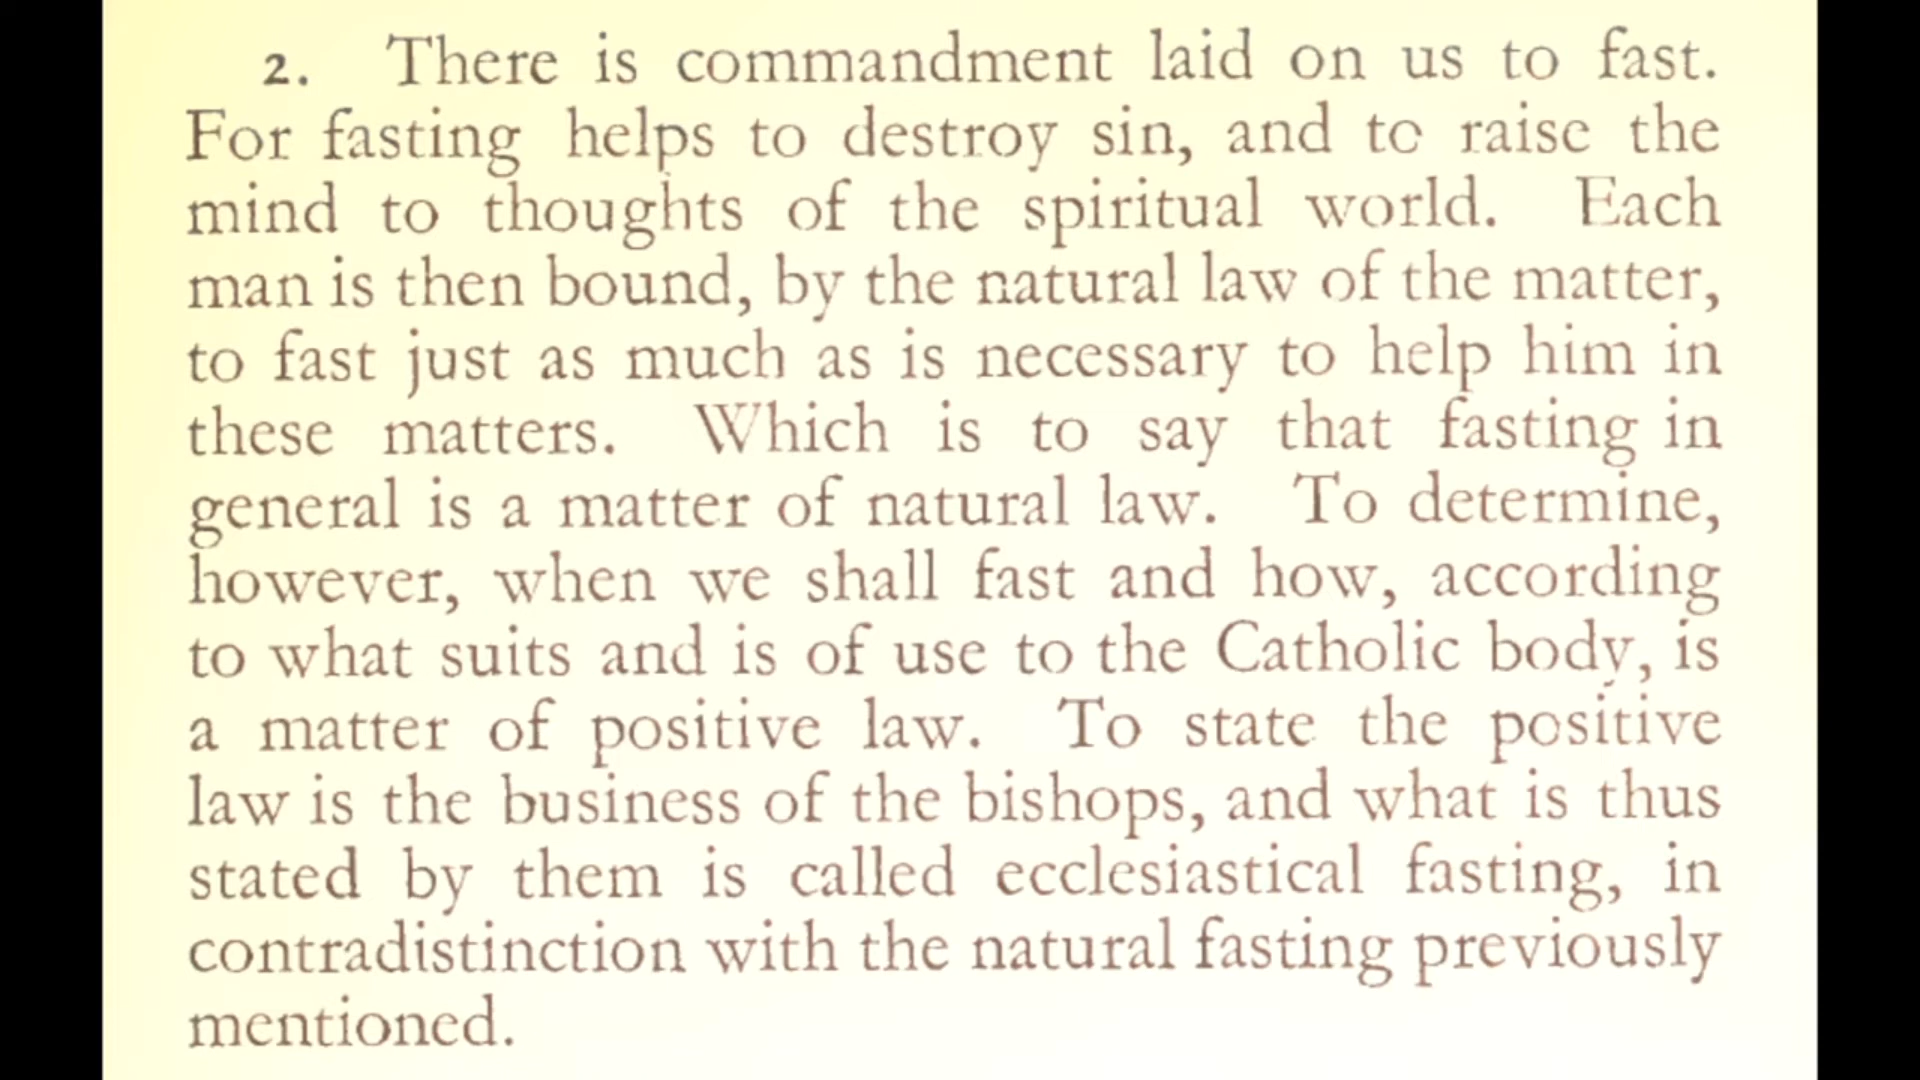 2. There is commandment laid on us to fast.
For fasting helps to destroy sin, and to raise the
mind to thoughts of the spiritual world. Each
man is then bound, by the natural law of the matter,
to fast just as much as is necessary to help him in
these matters. Which is to say that fasting in
general is a matter of natural law. To determine,
however, when we shall fast and how, according
to what suits and is of use to the Catholic body, is
a matter of positive law. To state the positive
law is the business of the bishops, and what is thus
stated by them is called ecclesiastical fasting, in
contradistinction with the natural fasting previously
mentioned.